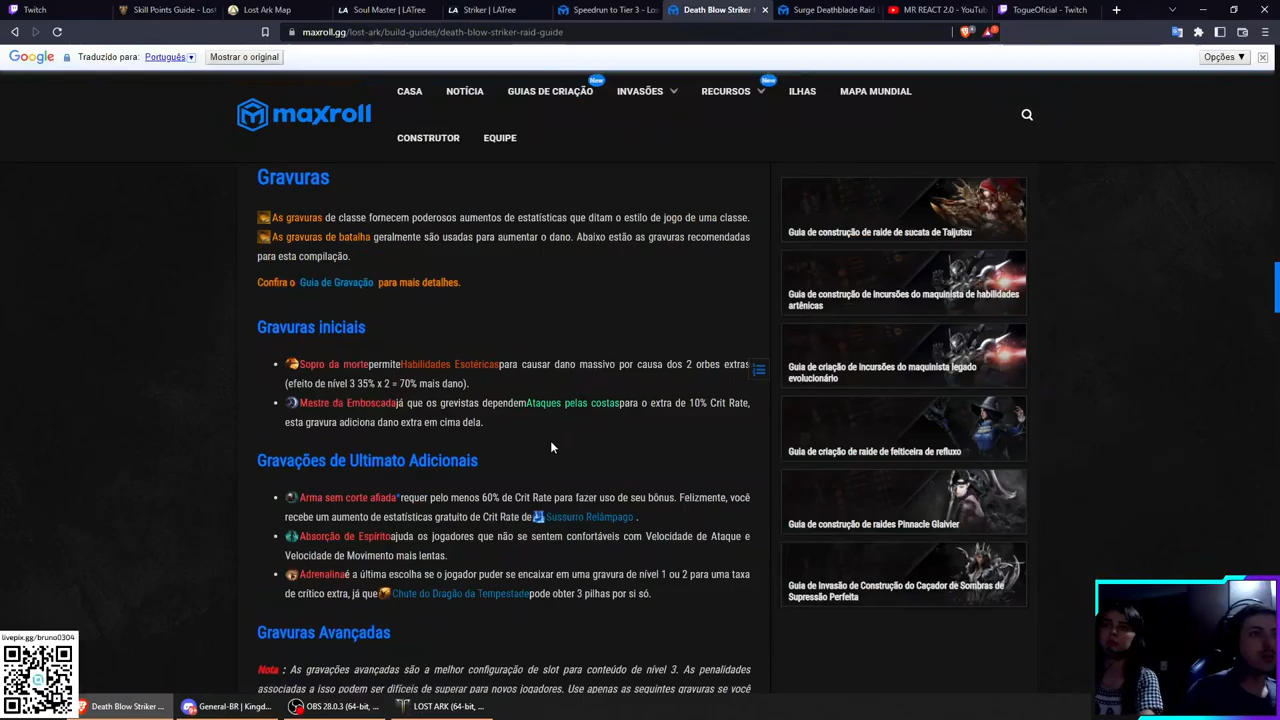 Twitch
Skill Points Guide - Lost
Lost Ark Map
Soul Master | LATree
Striker | LATree
Speedrun to Tier 3 - Los
Death Blow Striker
Surge Deathblade Raid
MR REACT 2.0 - YouTub
TogueOficial - Twitch
maxroll.gg/lost-ark/build-guides/death-blow-striker-raid-guide
Google Traduzido para: Português Mostrar o original Opções ▼
maxroll
CASA NOTÍCIA GUIAS DE CRIAÇÃO New INVASÕES RECURSOS New ILHAS MAPA MUNDIAL
CONSTRUTOR EQUIPE
Gravuras
As gravuras de classe fornecem poderosos aumentos de estatísticas que ditam o estilo de jogo de uma classe.
As gravuras de batalha geralmente são usadas para aumentar o dano. Abaixo estão as gravuras recomendadas
para esta compilação.
Confira o Guia de Gravação para mais detalhes.
Gravuras iniciais
Sopro da mortepermiteHabilidades Esotéricaspara causar dano massivo por causa dos 2 orbes extras
(efeito de nível 3 35% x 2 = 70% mais dano).
Mestre da Emboscadajá que os grevistas dependemAtaques pelas costaspara o extra de 10% Crit Rate,
esta gravura adiciona dano extra em cima dela.
Gravações de Ultimato Adicionais
Arma sem corte afiada*requer pelo menos 60% de Crit Rate para fazer uso de seu bônus. Felizmente, você
recebe um aumento de estatísticas gratuito de Crit Rate de Sussurro Relâmpago .
Absorção de Espíritoajuda os jogadores que não se sentem confortáveis com Velocidade de Ataque e
Velocidade de Movimento mais lentas.
Adrenalinaé a última escolha se o jogador puder se encaixar em uma gravura de nível 1 ou 2 para uma taxa
de crítico extra, já que Chute do Dragão da Tempestadepode obter 3 pilhas por si só.
Gravuras Avançadas
Nota : As gravações avançadas são a melhor configuração de slot para conteúdo de nível 3. As penalidades
associadas a isso podem ser difíceis de superar para novos jogadores. Use apenas as seguintes gravuras se você
Guia de construção de raide de sucata de Taijutsu
Guia de construção de incursões do maquinista de habilidades
artênicas
Guia de criação de incursões do maquinista legado
evolucionário
Guia de criação de raide de feiticeira de refluxo
Guia de construção de raides Pinnacle Glaivier
Guia de Invasão de Construção do Caçador de Sombras de
Supressão Perfeita
livepix.gg/bruno0304
Death Blow Striker ...
General-BR | Kingd...
OBS 28.0.3 (64-bit, ...
LOST ARK (64-bit, ...